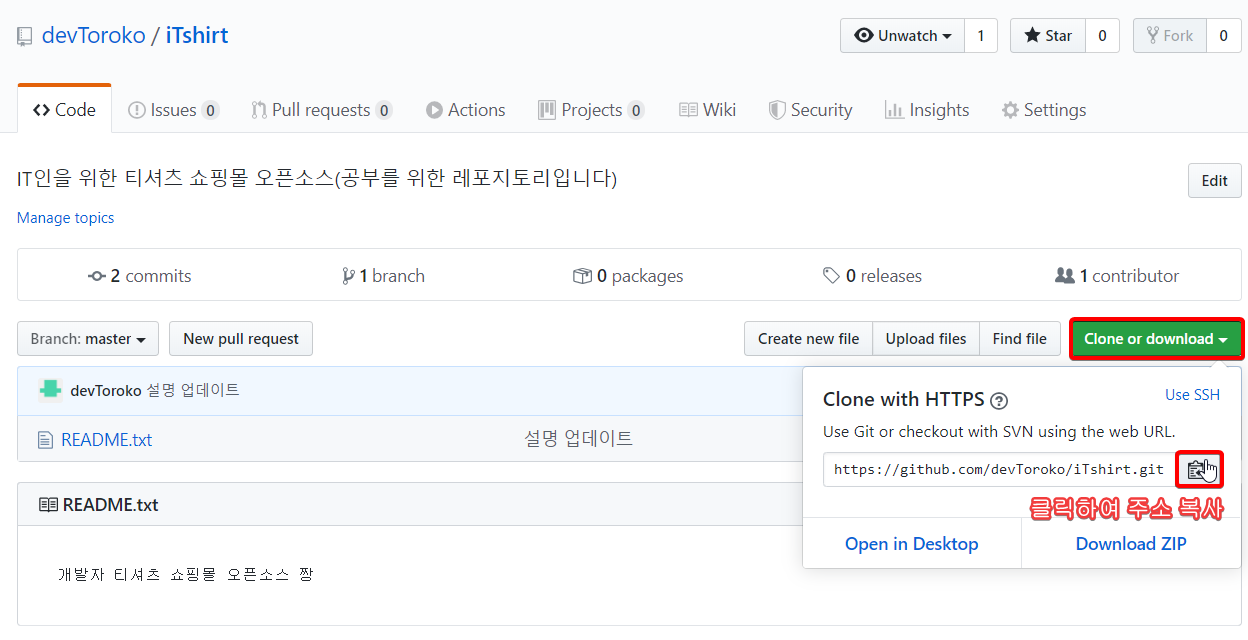 devToroko / iTshirt Unwatch 1 Star 0 Fork 0
Code Issues 0 Pull requests 0 Actions Projects 0 Wiki Security Insights Settings
IT인을 위한 티셔츠 쇼핑몰 오픈소스(공부를 위한 레포지토리입니다) Edit
Manage topics
2 commits 1 branch 0 packages 0 releases 1 contributor
Branch: master New pull request Create new file Upload files Find file Clone or download
devToroko 설명 업데이트
README.txt 설명 업데이트
Clone with HTTPS ? Use SSH
Use Git or checkout with SVN using the web URL.
https://github.com/devToroko/iTshirt.git
클릭하여 주소 복사
Open in Desktop Download ZIP
README.txt
개발자 티셔츠 쇼핑몰 오픈소스 짱